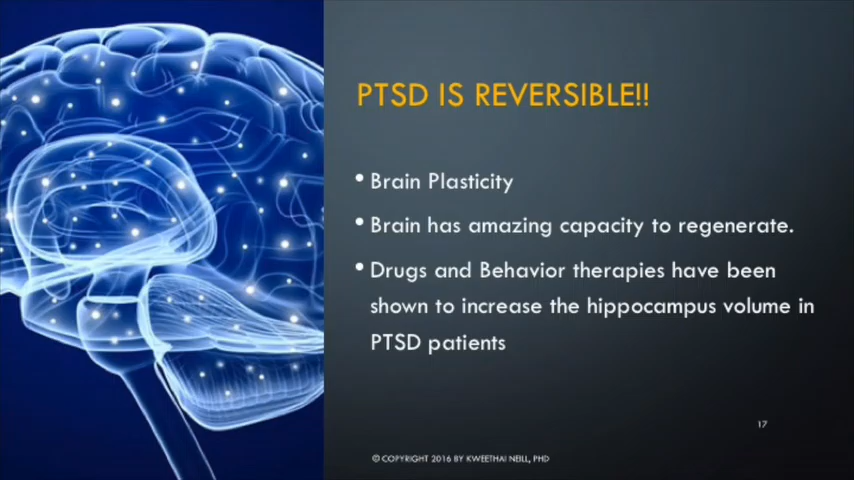 PTSD IS REVERSIBLE!!
• Brain Plasticity
• Brain has amazing capacity to regenerate.
• Drugs and Behavior therapies have been
shown to increase the hippocampus volume in
PTSD patients
17
© COPYRIGHT 2016 BY KWEETHAI NEILL, PHD